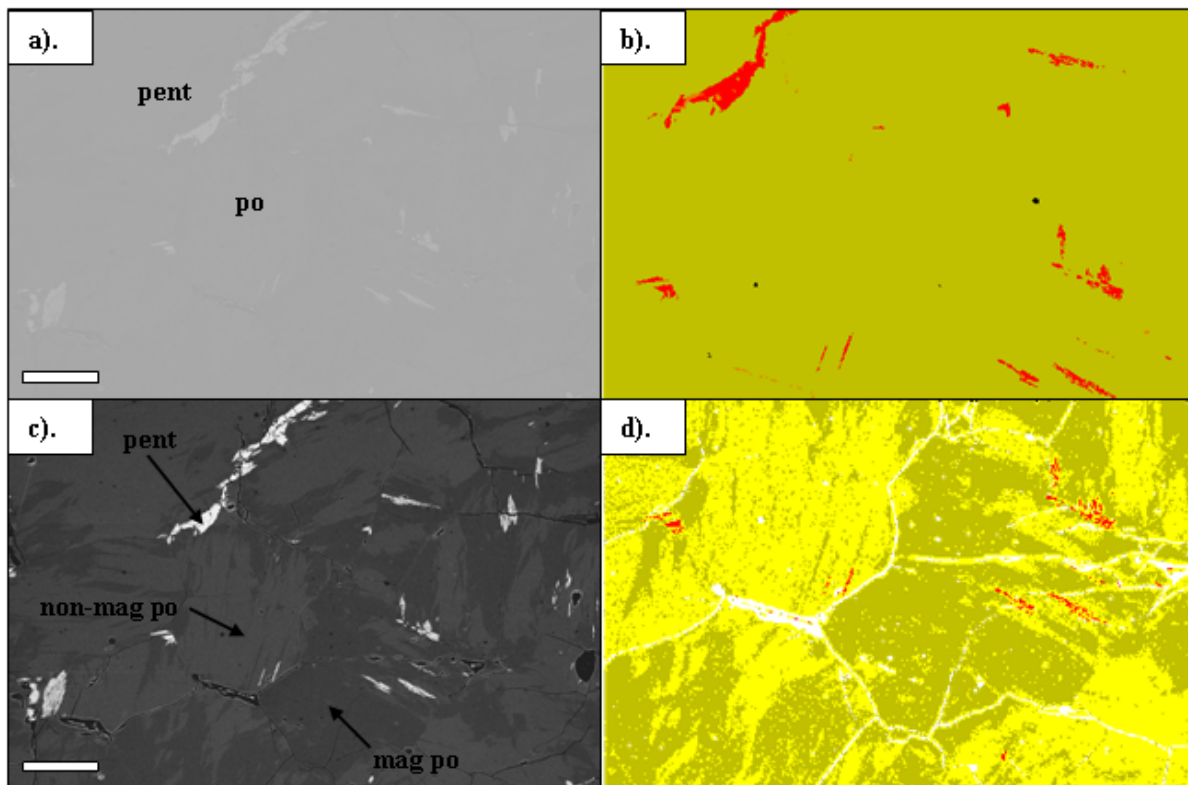 a).
b).
pent
po
c).
d).
pent
non-mag po
mag po